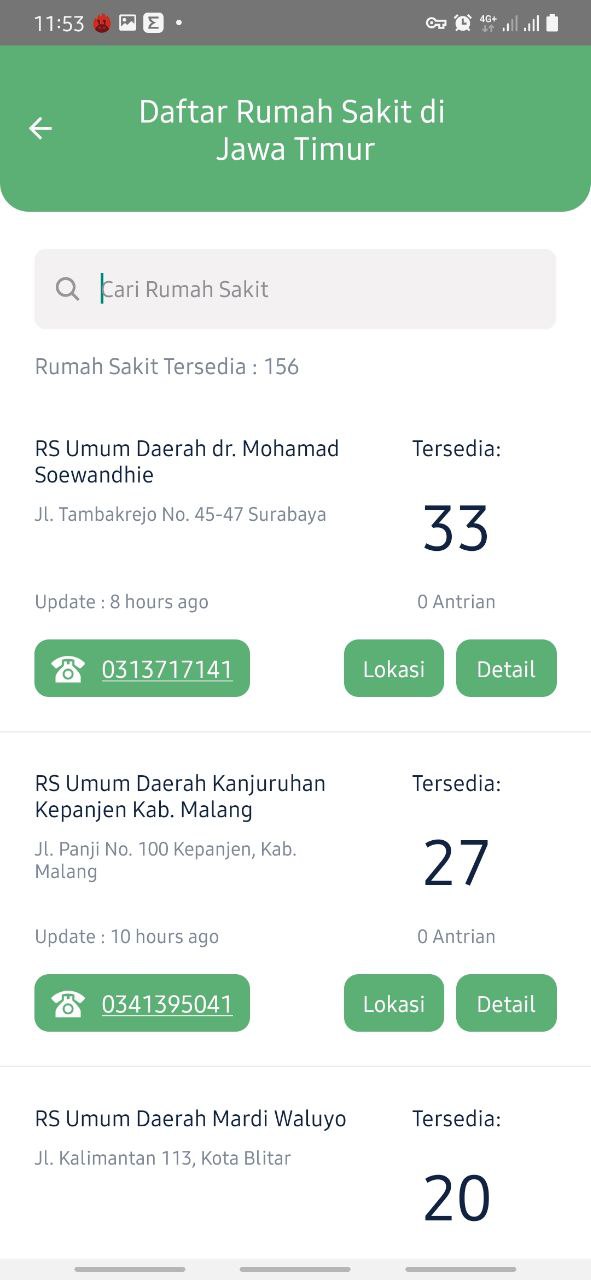 11:53
4G+
Daftar Rumah Sakit di
Jawa Timur
Cari Rumah Sakit
Rumah Sakit Tersedia : 156
RS Umum Daerah dr. Mohamad
Soewandhie
Tersedia:
Jl. Tambakrejo No. 45-47 Surabaya
33
Update : 8 hours ago
0 Antrian
0313717141
Lokasi
Detail
RS Umum Daerah Kanjuruhan
Kepanjen Kab. Malang
Tersedia:
Jl. Panji No. 100 Kepanjen, Kab.
Malang
27
Update : 10 hours ago
0 Antrian
0341395041
Lokasi
Detail
RS Umum Daerah Mardi Waluyo
Tersedia:
Jl. Kalimantan 113, Kota Blitar
20